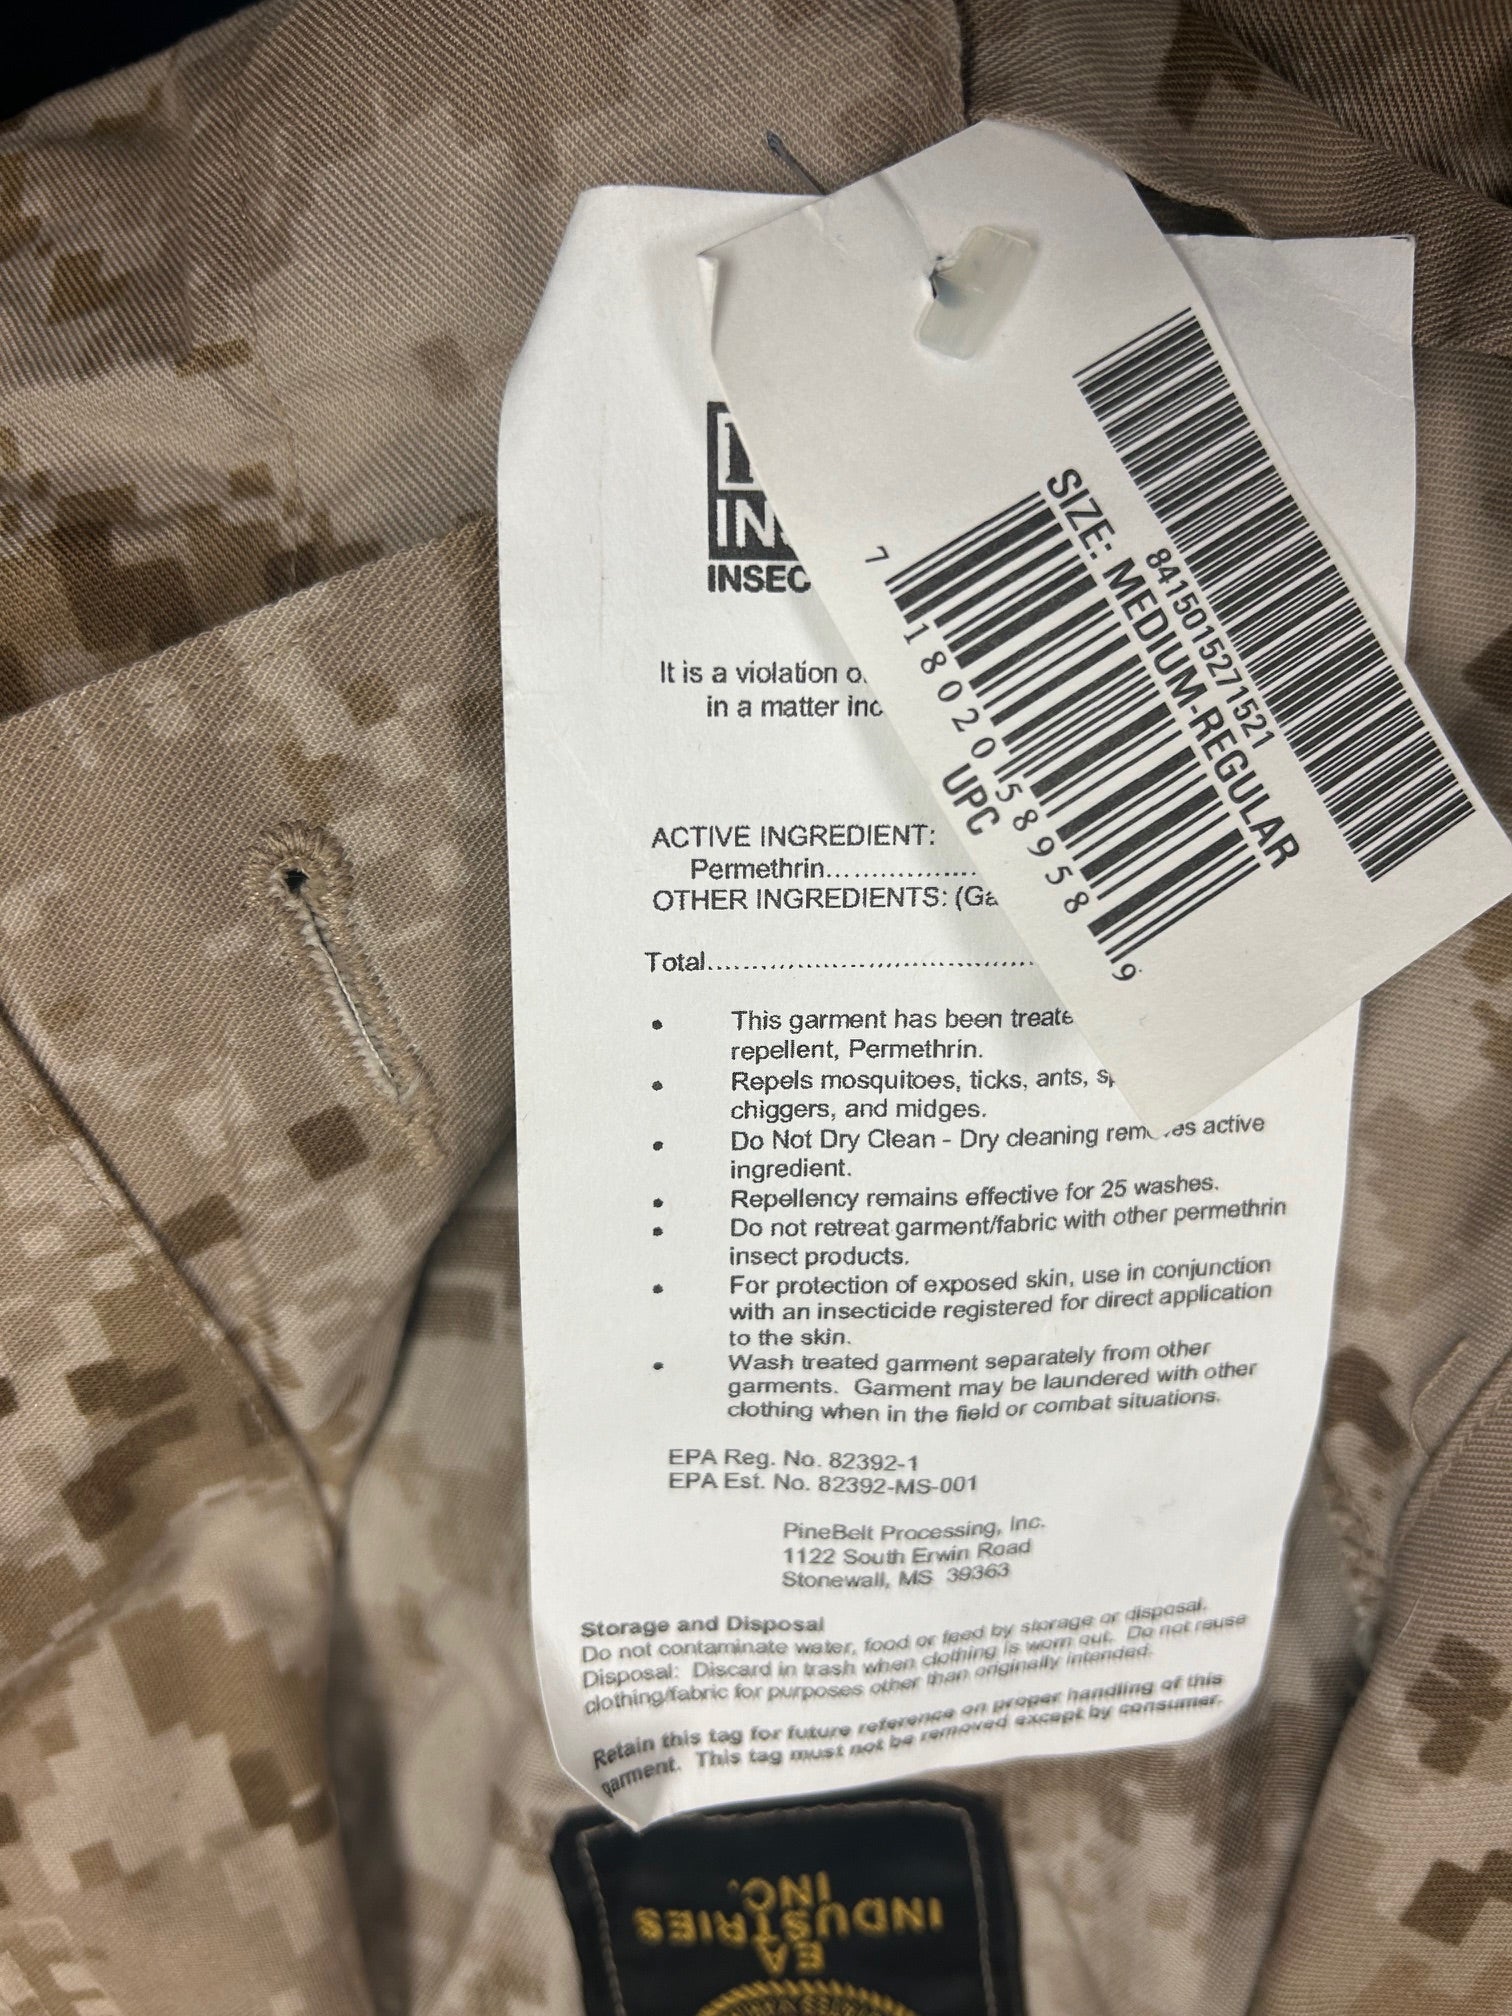 IN
INSEC
It is a violation o
in a matter inc
ACTIVE INGREDIENT:
Permethrin..................
OTHER INGREDIENTS: (Ga
Total.......................................
• This garment has been treate
repellent, Permethrin.
• Repels mosquitoes, ticks, ants, sp
chiggers, and midges.
• Do Not Dry Clean - Dry cleaning removes active
ingredient.
• Repellency remains effective for 25 washes.
• Do not retreat garment/fabric with other permethrin
insect products.
• For protection of exposed skin, use in conjunction
with an insecticide registered for direct application
to the skin.
• Wash treated garment separately from other
garments. Garment may be laundered with other
clothing when in the field or combat situations.
EPA Reg. No. 82392-1
EPA Est. No. 82392-MS-001
PineBelt Processing, Inc.
1122 South Erwin Road
Stonewall, MS 39363
Storage and Disposal
Do not contaminate water, food or feed by storage or disposal.
Disposal: Discard in trash when clothing is worn out. Do not reuse
clothing/fabric for purposes other than originally intended.
Retain this tag for future reference on proper handling of this
garment. This tag must not be removed except by consumer.
8415015271521
SIZE: MEDIUM-REGULAR
7 18020 58958 9
UPC
EA
INDUSTRIES
INC.